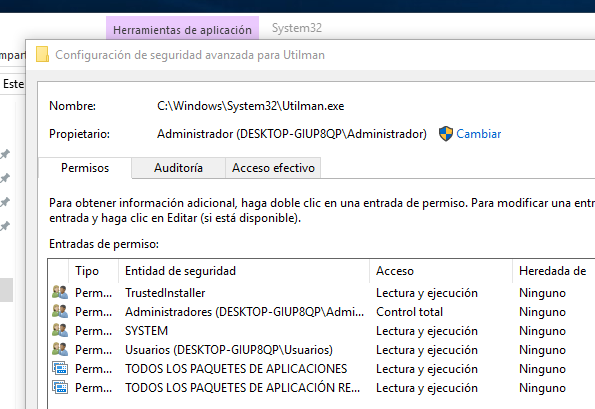 Herramientas de aplicación System32
Configuración de seguridad avanzada para Utilman
Este
Nombre: C:\Windows\System32\Utilman.exe
Propietario: Administrador (DESKTOP-GIUP8QP\Administrador) Cambiar
Permisos Auditoría Acceso efectivo
Para obtener información adicional, haga doble clic en una entrada de permiso. Para modificar una entr
entrada y haga clic en Editar (si está disponible).
Entradas de permiso:
Tipo Entidad de seguridad Acceso Heredada de
Perm... TrustedInstaller Lectura y ejecución Ninguno
Perm... Administradores (DESKTOP-GIUP8QP\Admi... Control total Ninguno
Perm... SYSTEM Lectura y ejecución Ninguno
Perm... Usuarios (DESKTOP-GIUP8QP\Usuarios) Lectura y ejecución Ninguno
Perm... TODOS LOS PAQUETES DE APLICACIONES Lectura y ejecución Ninguno
Perm... TODOS LOS PAQUETES DE APLICACIÓN RE... Lectura y ejecución Ninguno